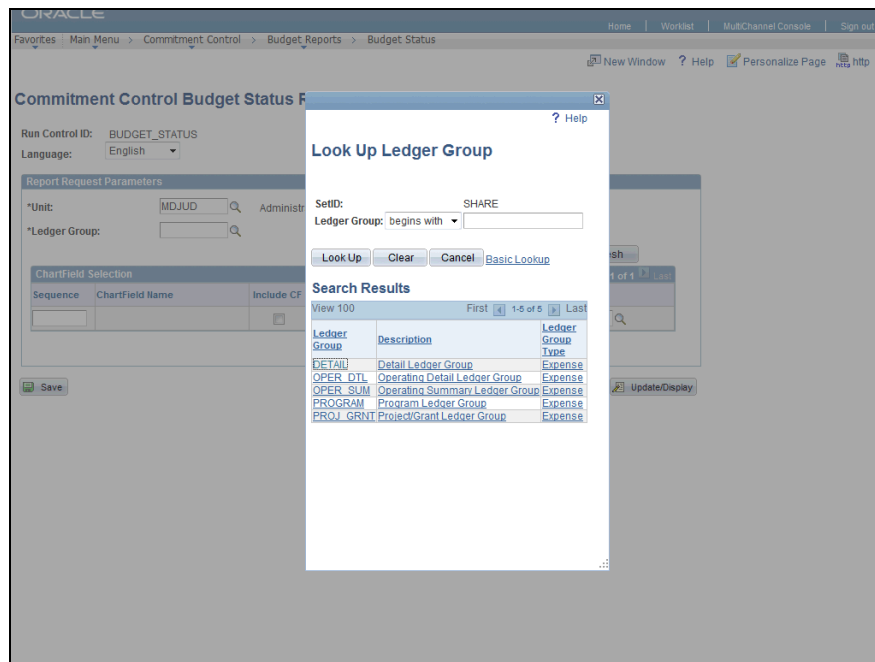 ORACLE
Home | Worklist | MultiChannel Console | Sign out
Favorites | Main Menu > Commitment Control > Budget Reports > Budget Status
New Window ? Help Personalize Page http
Commitment Control Budget Status R
? Help
Run Control ID: BUDGET_STATUS
Language: English
Look Up Ledger Group
Report Request Parameters
*Unit: MDJUD Administr
SetID: SHARE
*Ledger Group:
Ledger Group: begins with
Look Up Clear Cancel Basic Lookup
sh
ChartField Selection
1 of 1 Last
Search Results
Sequence ChartField Name Include CF
View 100 First 1-5 of 5 Last
Ledger Group Description Ledger Group Type
DETAIL Detail Ledger Group Expense
OPER_DTL Operating Detail Ledger Group Expense
OPER_SUM Operating Summary Ledger Group Expense
PROGRAM Program Ledger Group Expense
PROJ_GRNT Project/Grant Ledger Group Expense
Save Update/Display